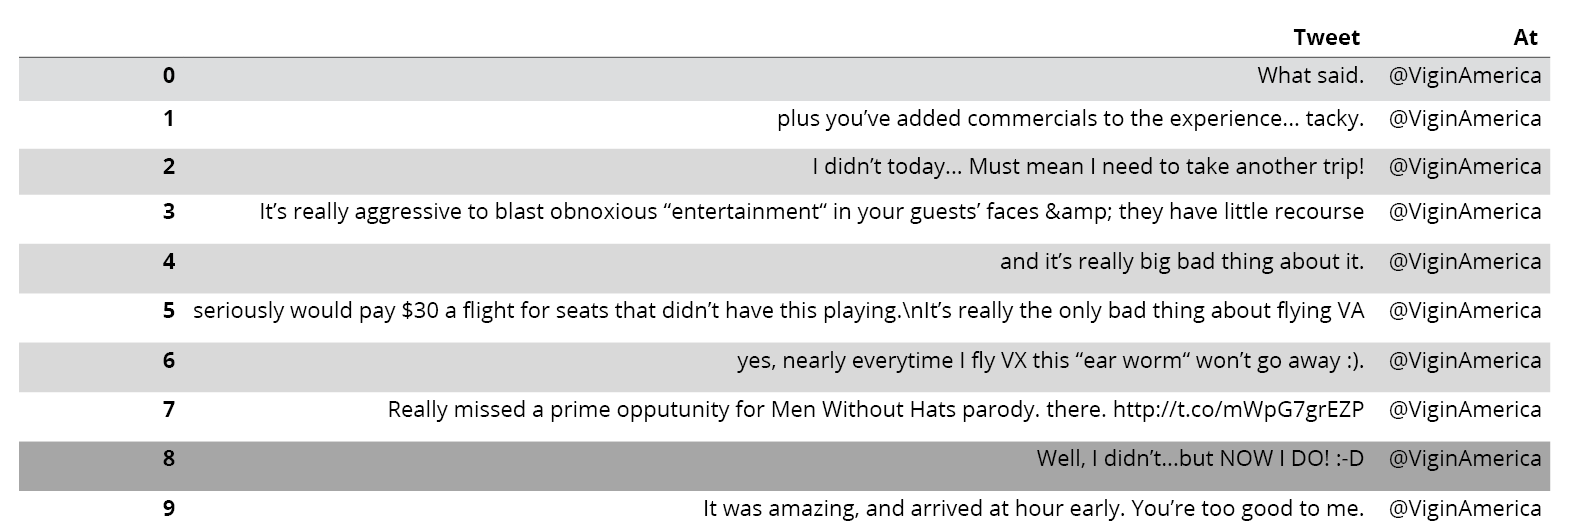 Tweet At
0 What said. @ViginAmerica
1 plus you’ve added commercials to the experience... tacky. @ViginAmerica
2 I didn’t today... Must mean I need to take another trip! @ViginAmerica
3 It’s really aggressive to blast obnoxious “entertainment“ in your guests’ faces &amp; they have little recourse @ViginAmerica
4 and it’s really big bad thing about it. @ViginAmerica
5 seriously would pay $30 a flight for seats that didn’t have this playing.\nIt’s really the only bad thing about flying VA @ViginAmerica
6 yes, nearly everytime I fly VX this “ear worm“ won’t go away :). @ViginAmerica
7 Really missed a prime opputunity for Men Without Hats parody. there. http://t.co/mWpG7grEZP @ViginAmerica
8 Well, I didn’t...but NOW I DO! :-D @ViginAmerica
9 It was amazing, and arrived at hour early. You’re too good to me. @ViginAmerica